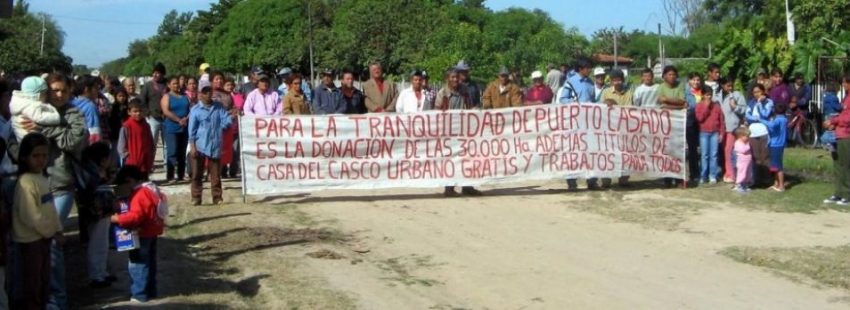 PARA LA TRANQUILIDAD DE PUERTO CASADO
ES LA DONACION DE LAS 30.000 Ha ADEMAS TITULOS DE
CASA DEL CASCO URBANO GRATIS Y TRABAJOS PARA TODOS